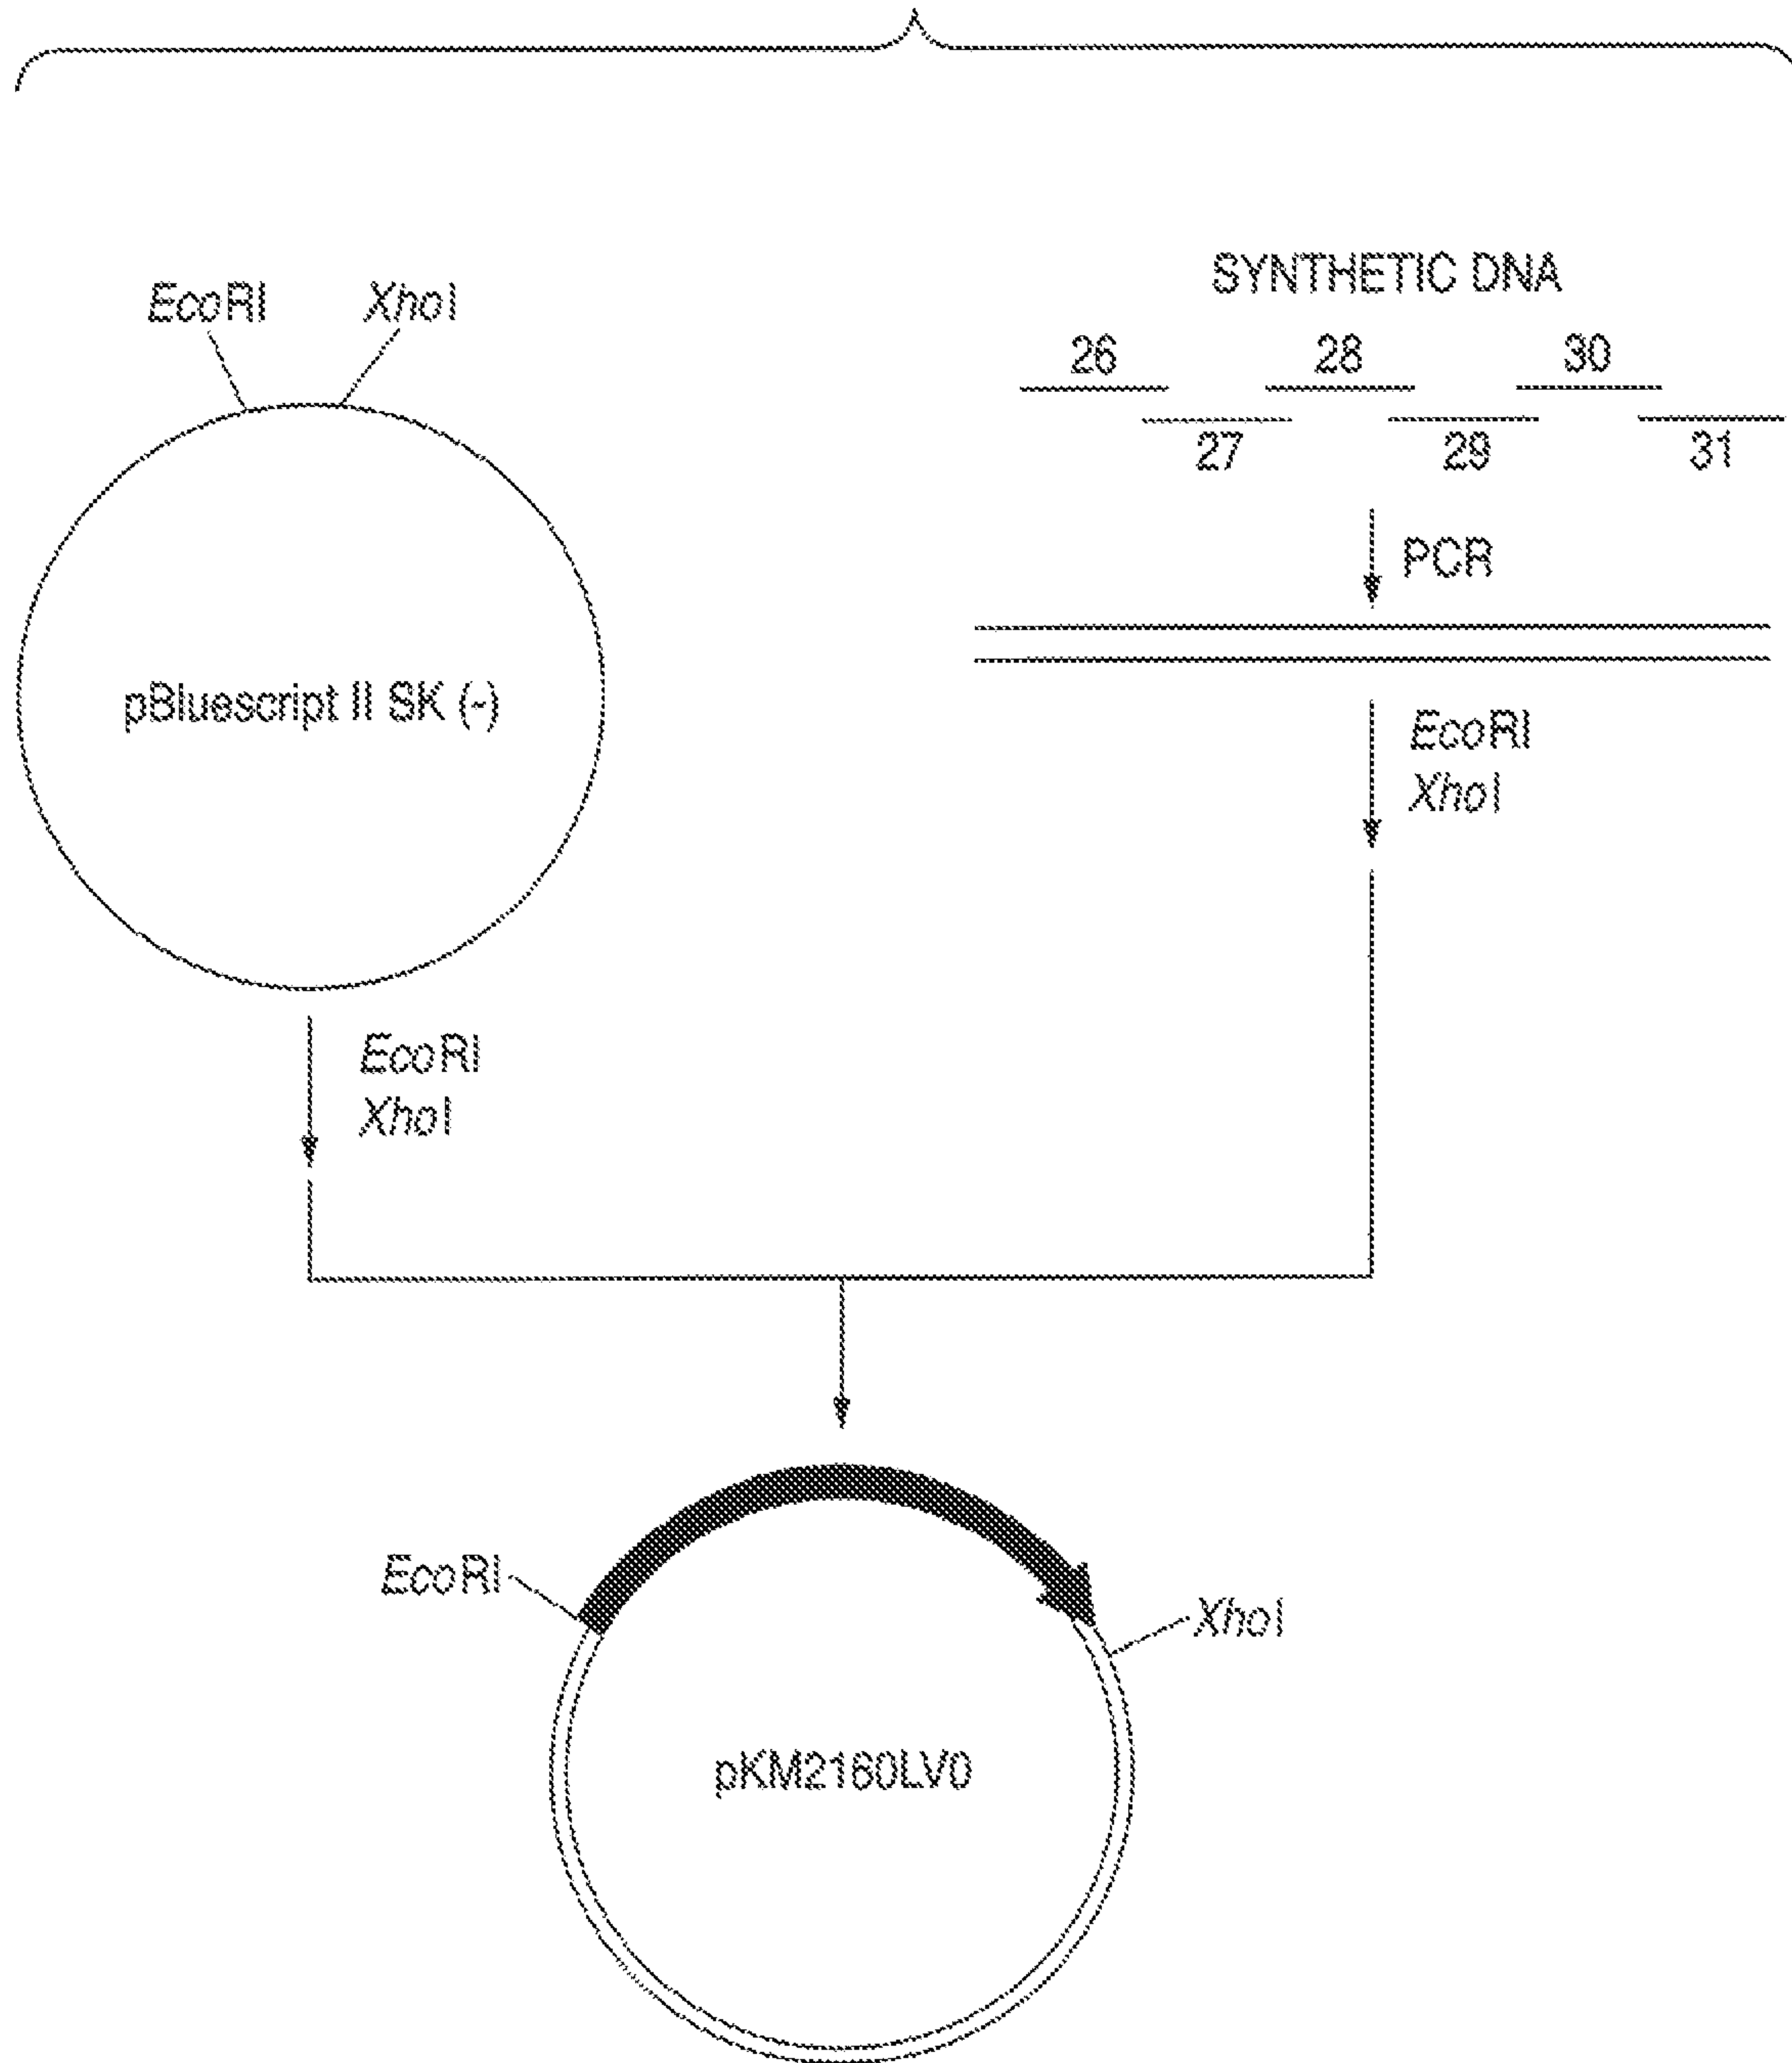 SYNTHETIC DNA
EcoRI XhoI
26 28 30
27 29 31
PCR
pBluescript II SK (-)
EcoRI
XhoI
EcoRI
XhoI
EcoRI
XhoI
pKM2160LV0